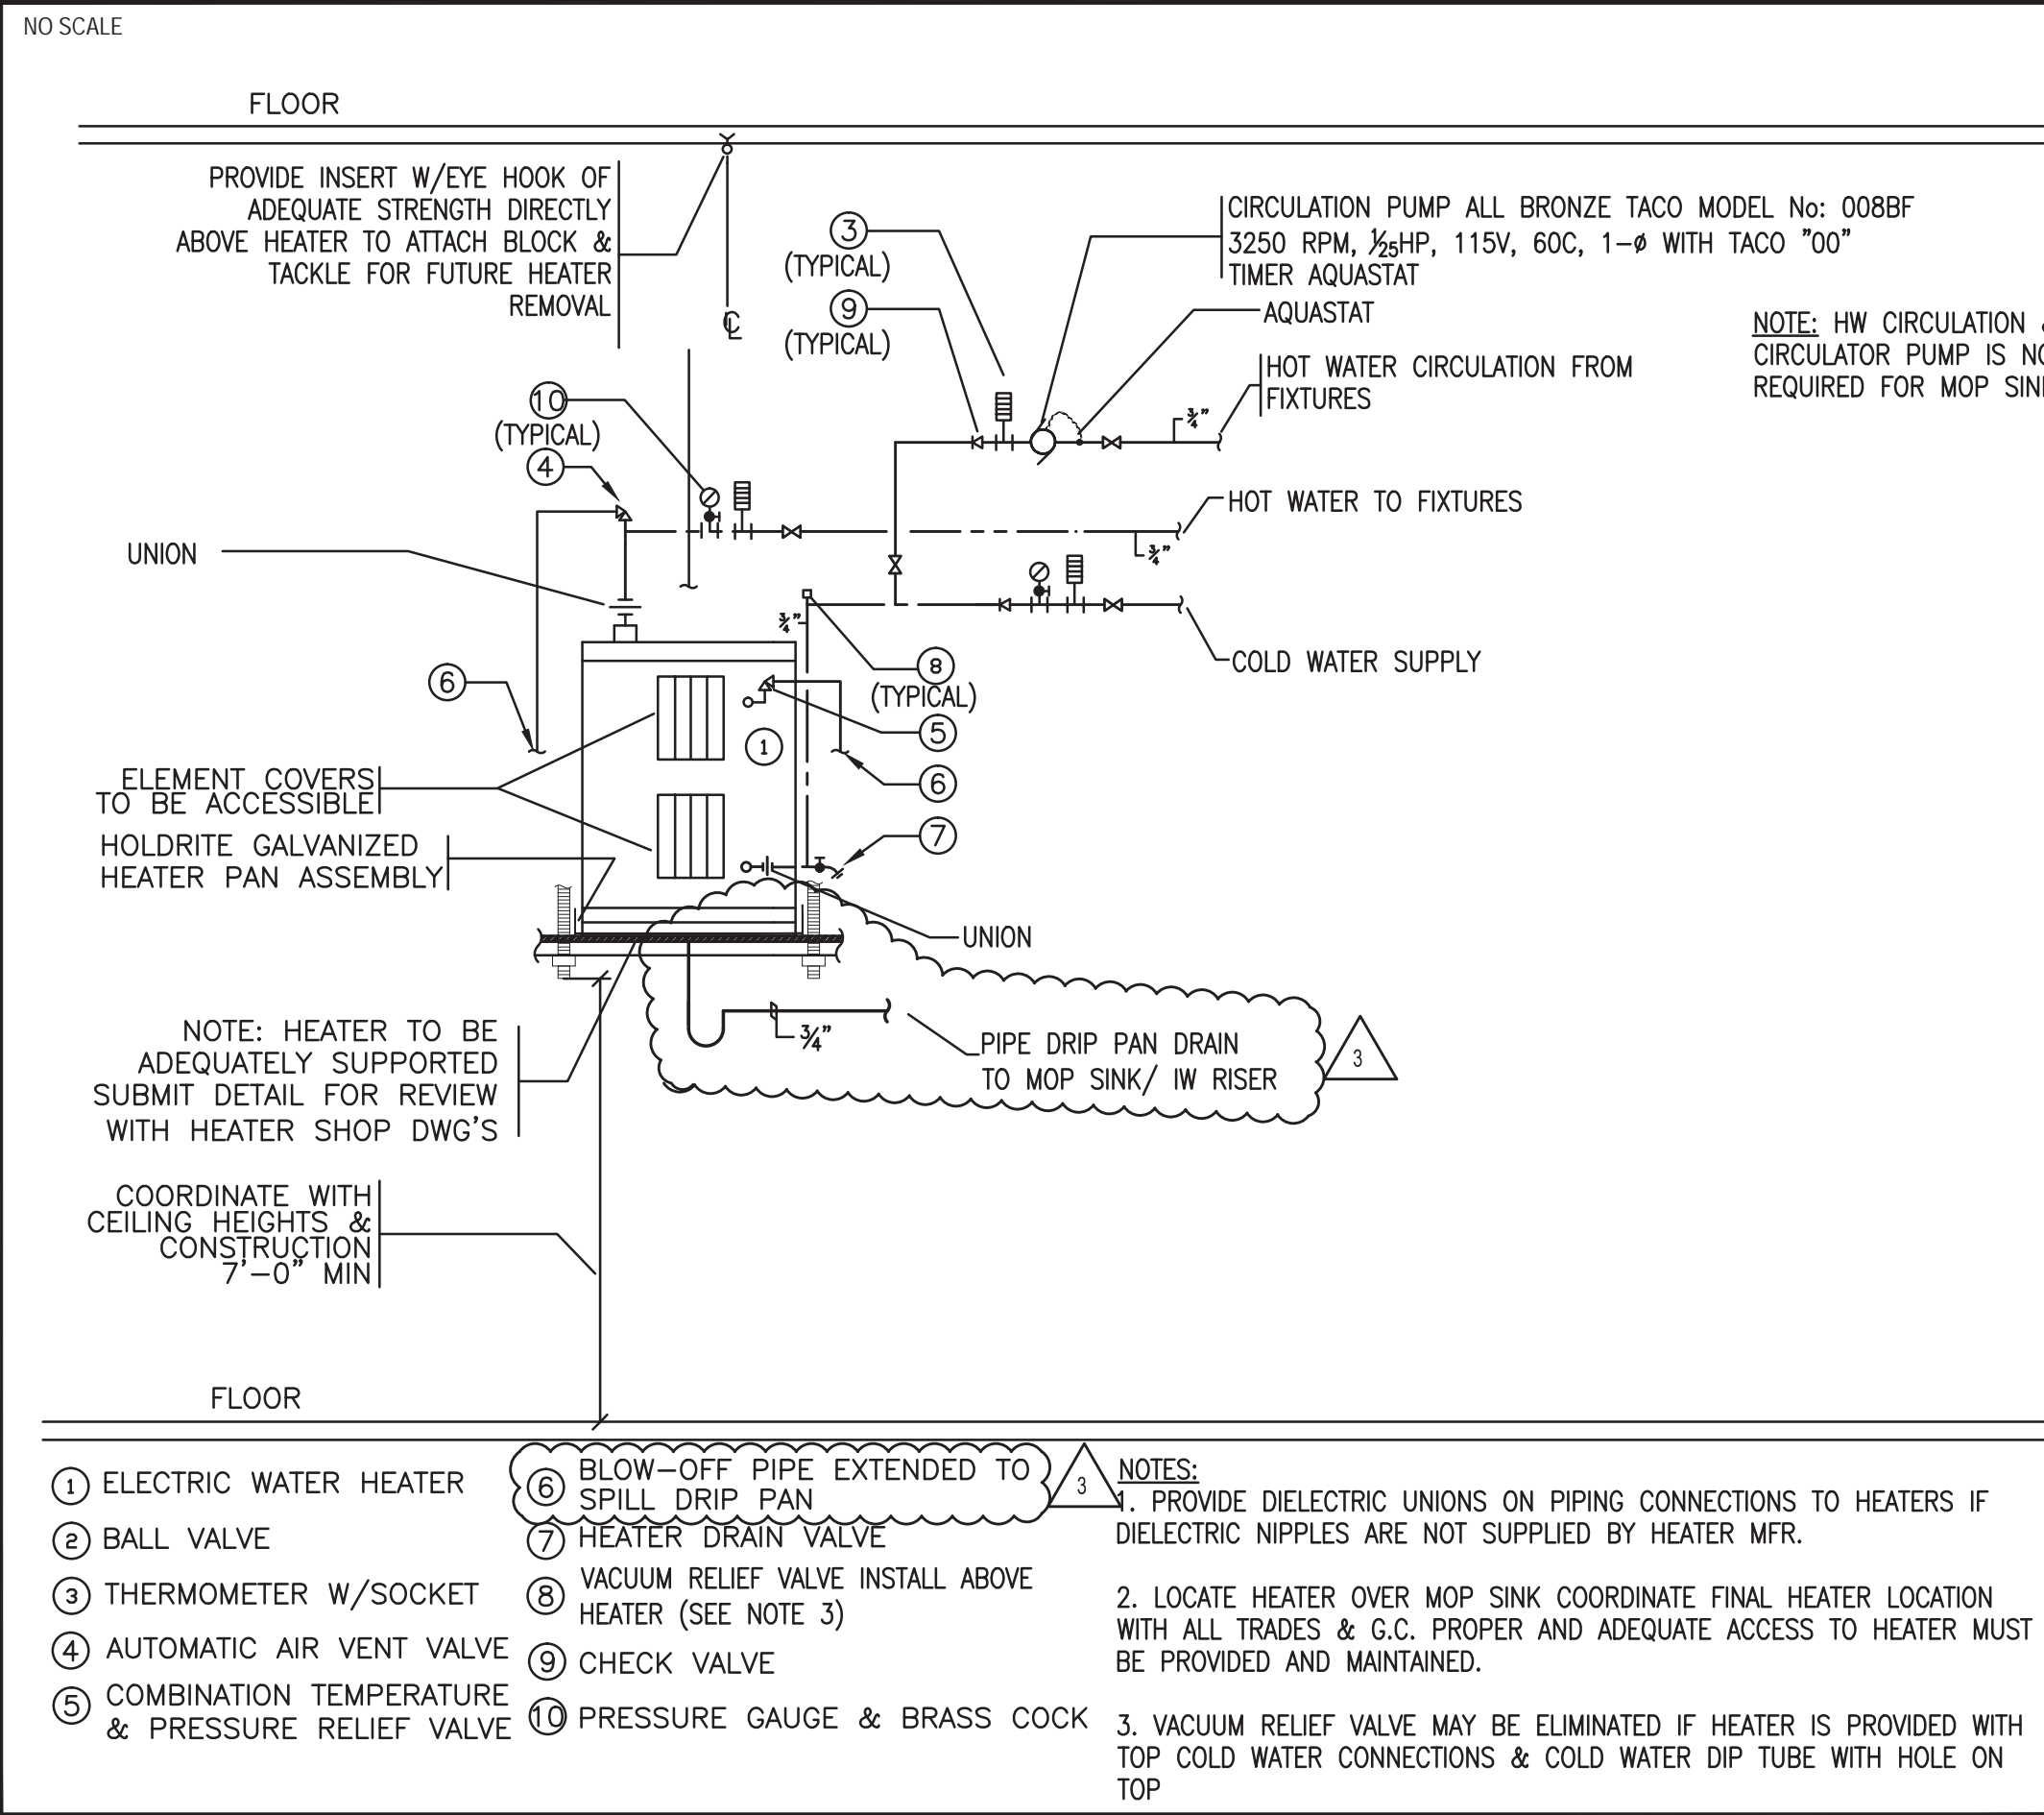 NO SCALE
FLOOR
PROVIDE INSERT W/EYE HOOK OF
ADEQUATE STRENGTH DIRECTLY
ABOVE HEATER TO ATTACH BLOCK &
TACKLE FOR FUTURE HEATER
REMOVAL
℄
3
(TYPICAL)
9
(TYPICAL)
CIRCULATION PUMP ALL BRONZE TACO MODEL No: 008BF
3250 RPM, 1/25HP, 115V, 60C, 1-ø WITH TACO "00"
TIMER AQUASTAT
AQUASTAT
HOT WATER CIRCULATION FROM
FIXTURES
NOTE: HW CIRCULATION
CIRCULATOR PUMP IS
REQUIRED FOR MOP
10
(TYPICAL)
4
3/4"
HOT WATER TO FIXTURES
3/4"
UNION
3/4"
COLD WATER SUPPLY
6
8
(TYPICAL)
5
1
6
ELEMENT COVERS
TO BE ACCESSIBLE
7
HOLDRITE GALVANIZED
HEATER PAN ASSEMBLY
UNION
NOTE: HEATER TO BE
ADEQUATELY SUPPORTED
SUBMIT DETAIL FOR REVIEW
WITH HEATER SHOP DWG'S
3/4"
PIPE DRIP PAN DRAIN
TO MOP SINK/ IW RISER
3
COORDINATE WITH
CEILING HEIGHTS &
CONSTRUCTION
7'-0" MIN
FLOOR
1 ELECTRIC WATER HEATER
2 BALL VALVE
3 THERMOMETER W/SOCKET
4 AUTOMATIC AIR VENT VALVE
5 COMBINATION TEMPERATURE
& PRESSURE RELIEF VALVE
6 BLOW-OFF PIPE EXTENDED TO
SPILL DRIP PAN
3
7 HEATER DRAIN VALVE
8 VACUUM RELIEF VALVE INSTALL ABOVE
HEATER (SEE NOTE 3)
9 CHECK VALVE
10 PRESSURE GAUGE & BRASS COCK
NOTES:
1. PROVIDE DIELECTRIC UNIONS ON PIPING CONNECTIONS TO HEATERS IF
DIELECTRIC NIPPLES ARE NOT SUPPLIED BY HEATER MFR.
2. LOCATE HEATER OVER MOP SINK COORDINATE FINAL HEATER LOCATION
WITH ALL TRADES & G.C. PROPER AND ADEQUATE ACCESS TO HEATER MUST
BE PROVIDED AND MAINTAINED.
3. VACUUM RELIEF VALVE MAY BE ELIMINATED IF HEATER IS PROVIDED WITH
TOP COLD WATER CONNECTIONS & COLD WATER DIP TUBE WITH HOLE ON
TOP